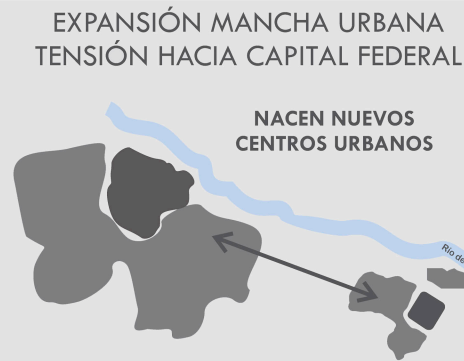 EXPANSIÓN MANCHA URBANA
TENSIÓN HACIA CAPITAL FEDERAL
NACEN NUEVOS
CENTROS URBANOS
Río de